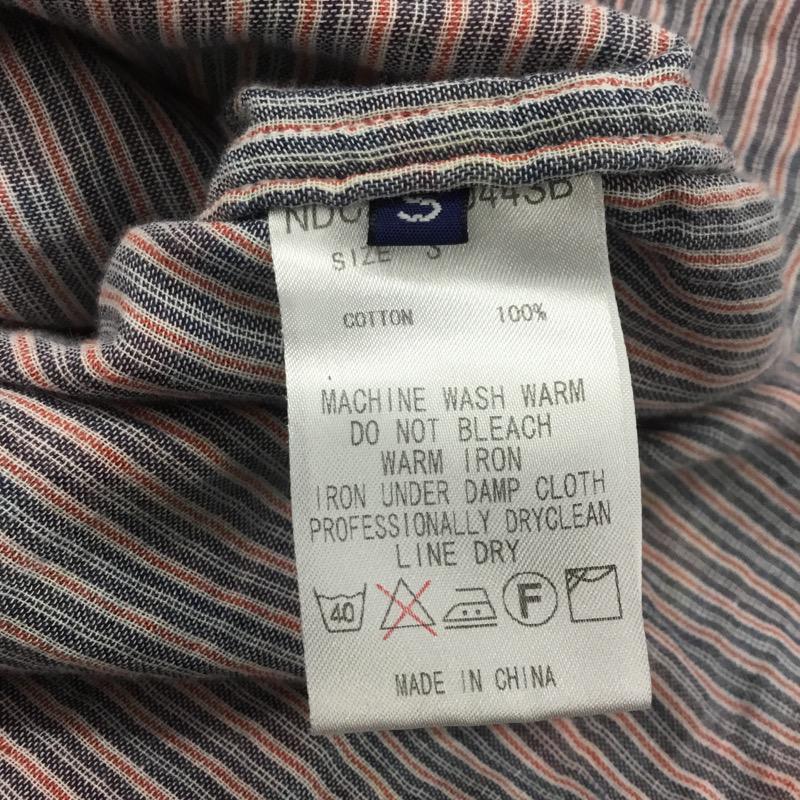 S
SIZE S
COTTON 100%
MACHINE WASH WARM
DO NOT BLEACH
WARM IRON
IRON UNDER DAMP CLOTH
PROFESSIONALLY DRYCLEAN
LINE DRY
40 F
MADE IN CHINA